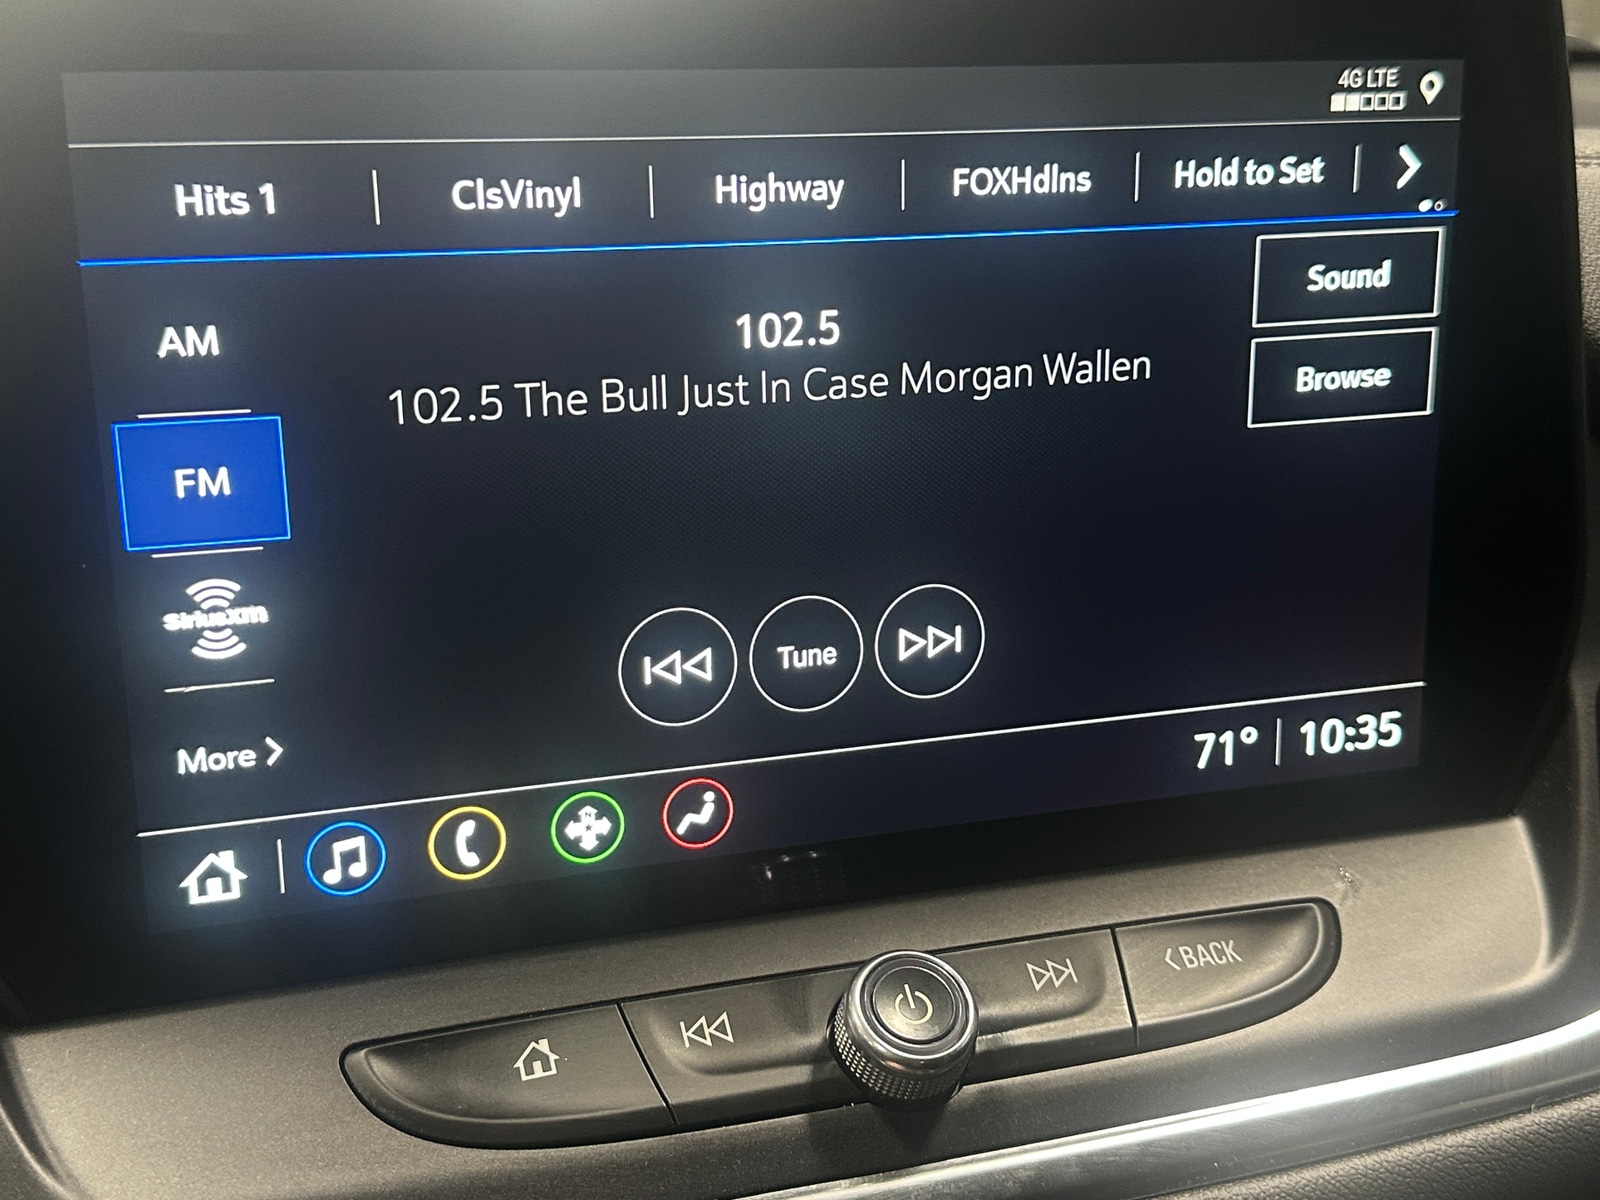 4G LTE
Hits 1 ClsVinyl Highway FOXHdlns Hold to Set
Sound
AM
102.5
102.5 The Bull Just In Case Morgan Wallen
Browse
FM
siriusxm
Tune
More
71° 10:35
N
BACK